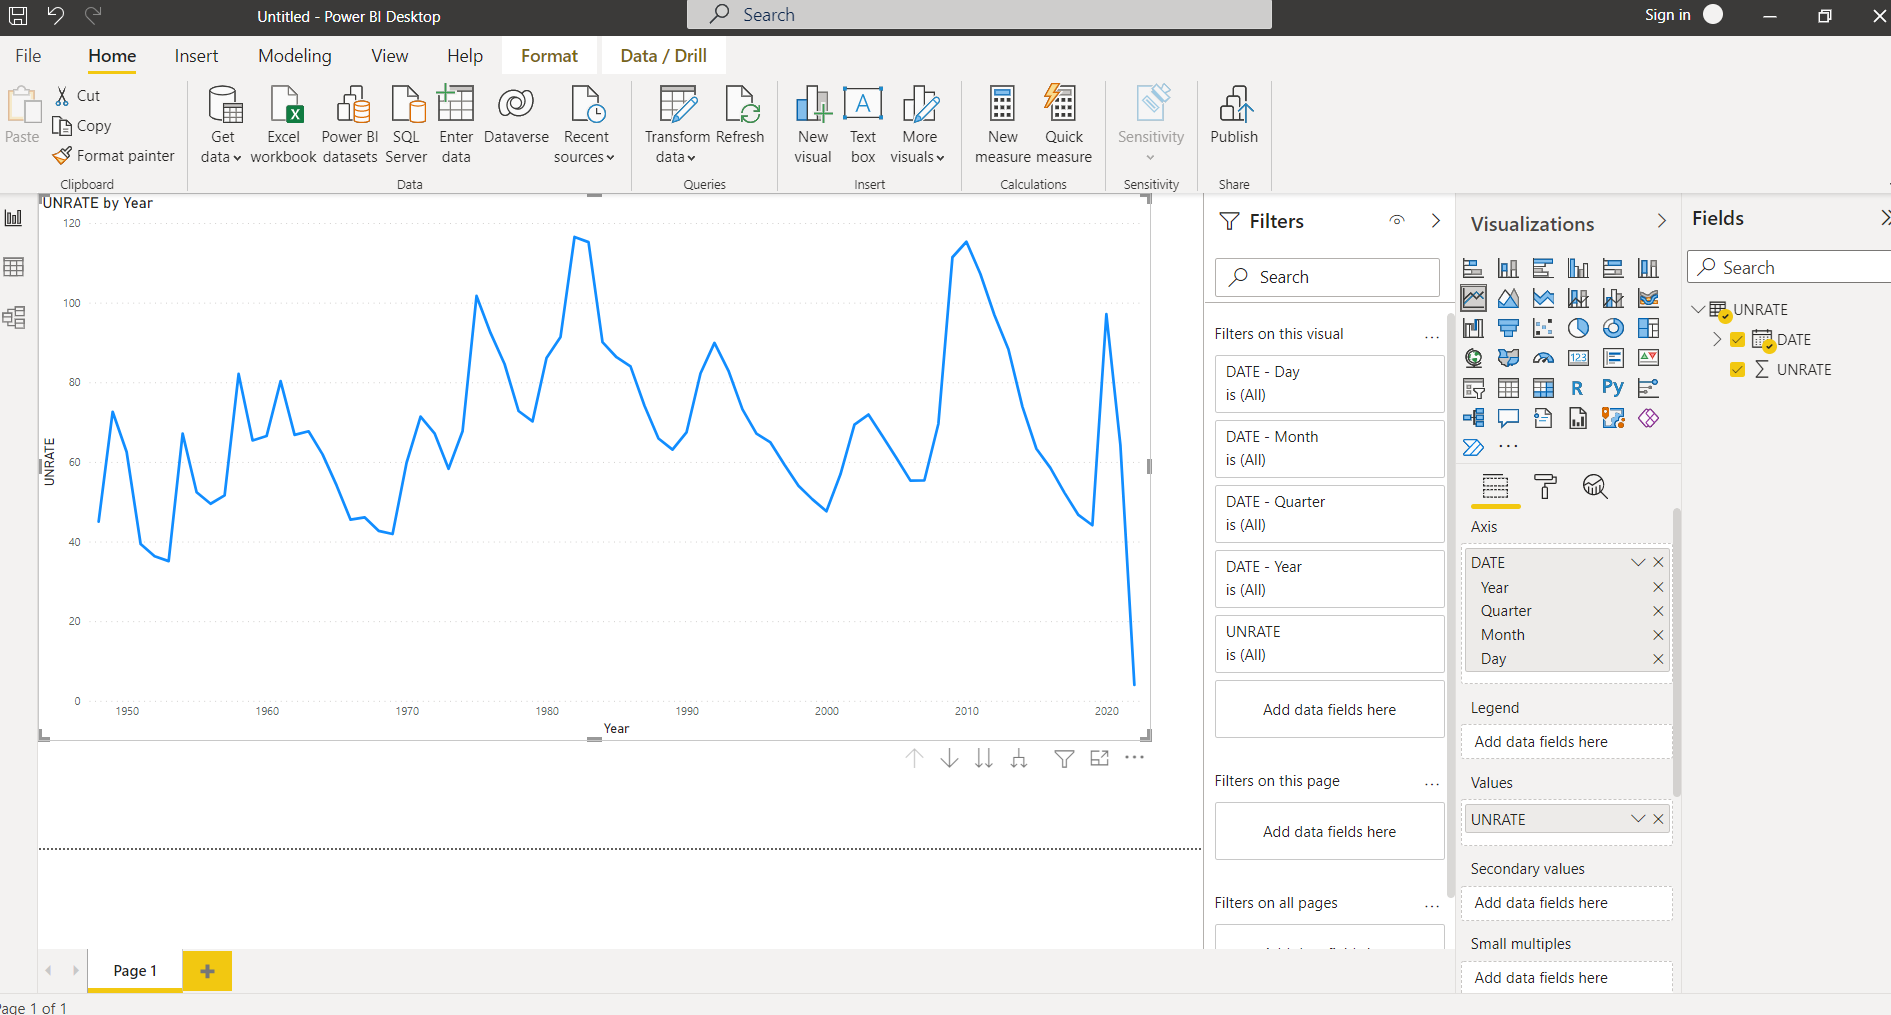 Untitled - Power BI Desktop
Search
Sign in
File
Home
Insert
Modeling
View
Help
Format
Data / Drill
Paste
Cut
Copy
Format painter
Clipboard
Get
data
Excel
workbook
Power BI
datasets
SQL
Server
Enter
data
Dataverse
Recent
sources
Data
Transform
data
Refresh
Queries
New
visual
Text
box
More
visuals
Insert
New
measure
Quick
measure
Calculations
Sensitivity
Sensitivity
Publish
Share
UNRATE by Year
120
100
80
60
40
20
0
UNRATE
1950
1960
1970
1980
1990
2000
2010
2020
Year
Filters
Search
Filters on this visual
DATE - Day
is (All)
DATE - Month
is (All)
DATE - Quarter
is (All)
DATE - Year
is (All)
UNRATE
is (All)
Add data fields here
Filters on this page
Add data fields here
Filters on all pages
Visualizations
123
R
Py
Axis
DATE
Year
Quarter
Month
Day
Legend
Add data fields here
Values
UNRATE
Secondary values
Add data fields here
Small multiples
Add data fields here
Fields
Search
UNRATE
DATE
UNRATE
Page 1
age 1 of 1